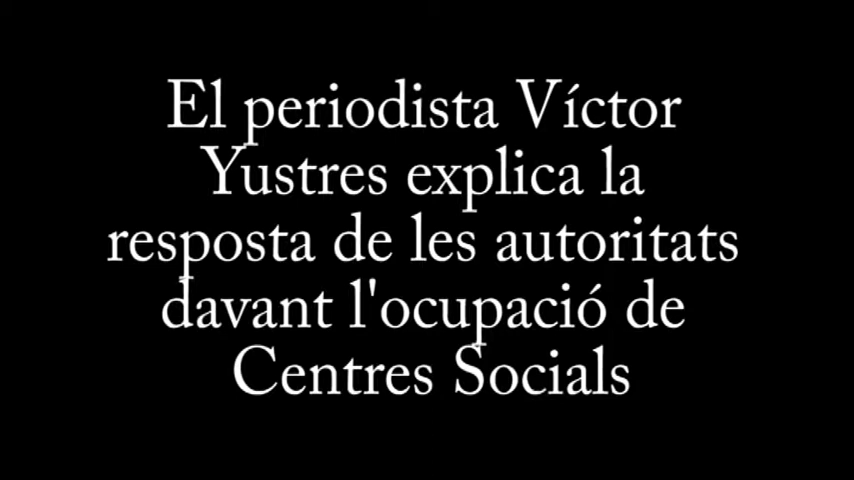 El periodista Víctor
Yustres explica la
resposta de les autoritats
davant l'ocupació de
Centres Socials